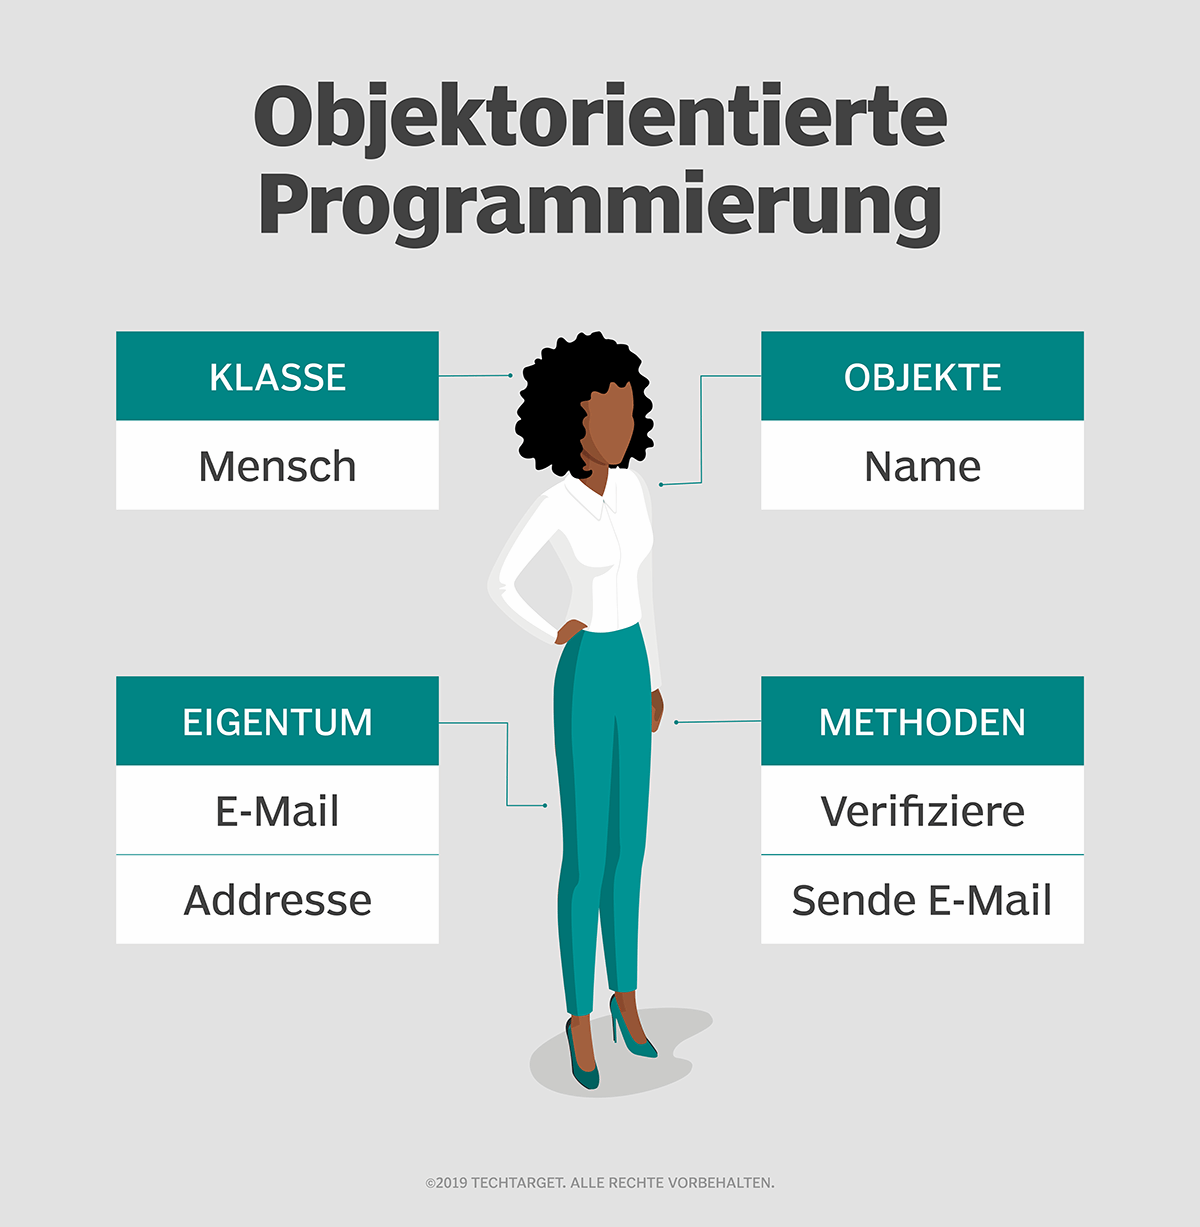 Objektorientierte
Programmierung
KLASSE
Mensch
OBJEKTE
Name
EIGENTUM
E-Mail
Addresse
METHODEN
Verifiziere
Sende E-Mail
©2019 TECHTARGET. ALLE RECHTE VORBEHALTEN.